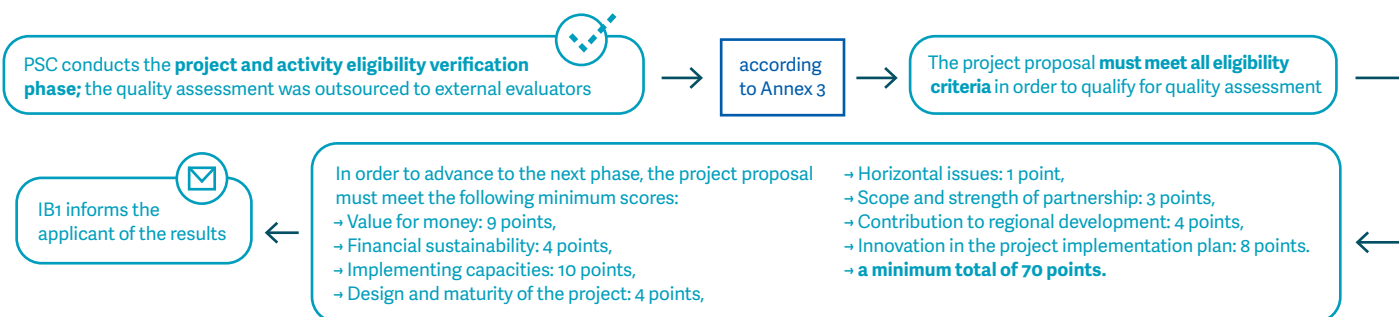 PSC conducts the project and activity eligibility verification
phase; the quality assessment was outsourced to external evaluators
according
to Annex 3
The project proposal must meet all eligibility
criteria in order to qualify for quality assessment
In order to advance to the next phase, the project proposal
must meet the following minimum scores:
→ Value for money: 9 points,
→ Financial sustainability: 4 points,
→ Implementing capacities: 10 points,
→ Design and maturity of the project: 4 points,
→ Horizontal issues: 1 point,
→ Scope and strength of partnership: 3 points,
→ Contribution to regional development: 4 points,
→ Innovation in the project implementation plan: 8 points.
→ a minimum total of 70 points.
IB1 informs the
applicant of the results